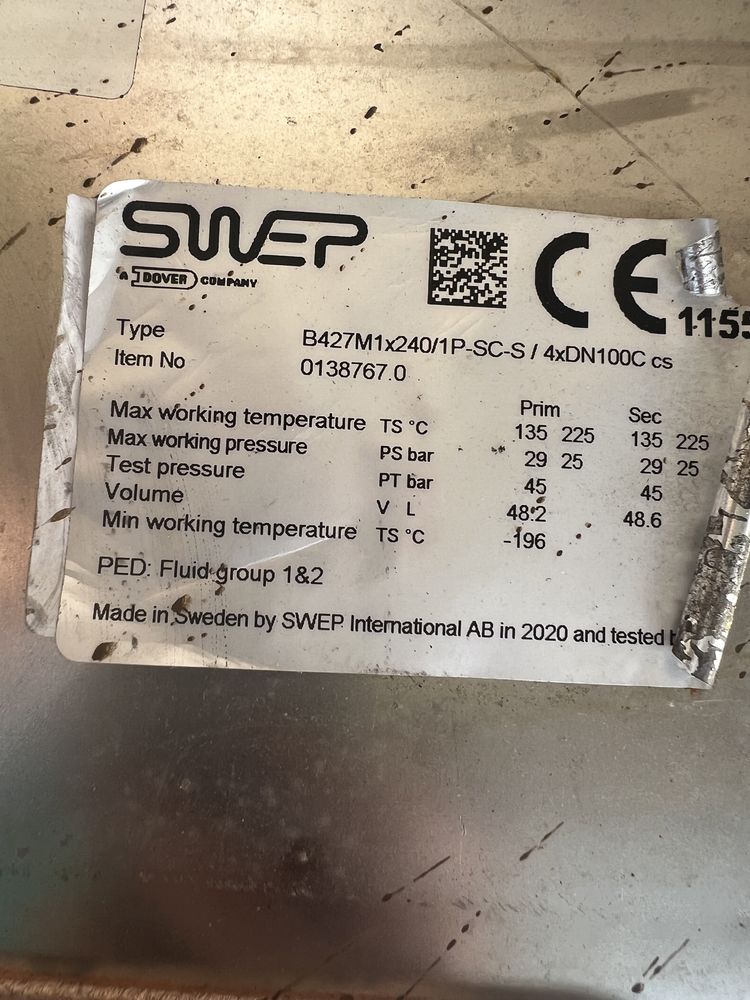 SWEP
A DOVER COMPANY
CE
1155
Type B427M1x240/1P-SC-S / 4xDN100C cs
Item No 0138767.0
Prim Sec
Max working temperature TS °C 135 225 135 225
Max working pressure PS bar 29 25 29 25
Test pressure PT bar 45 45
Volume V L 48.2 48.6
Min working temperature TS °C -196
PED: Fluid group 1&2
Made in Sweden by SWEP International AB in 2020 and tested